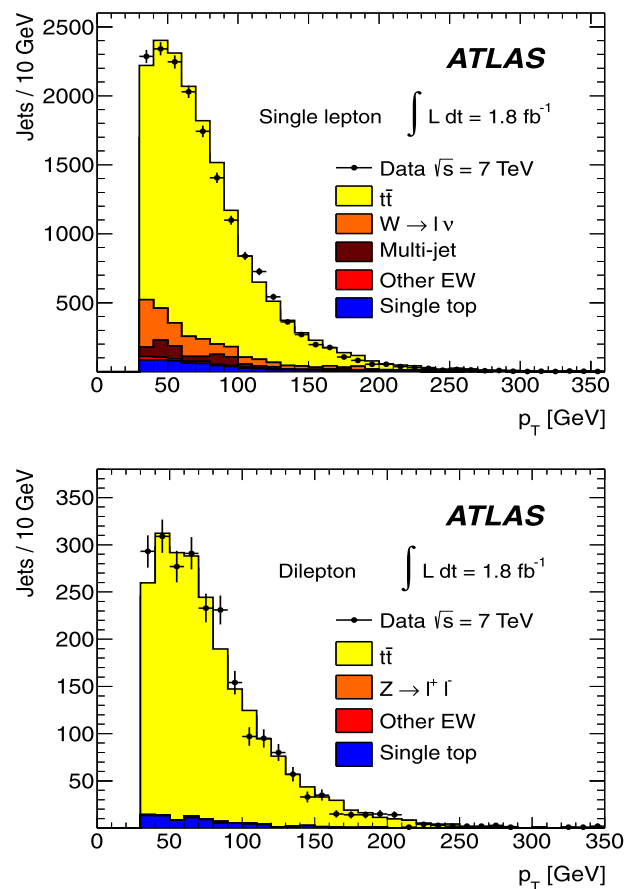 2500
2000
1500
1000
500
Jets / 10 GeV
ATLAS
Single lepton ∫ L dt = 1.8 fb⁻¹
Data √s = 7 TeV
tt̄
W → l ν
Multi-jet
Other EW
Single top
0 50 100 150 200 250 300 350
p_T [GeV]
350
300
250
200
150
100
50
Jets / 10 GeV
ATLAS
Dilepton ∫ L dt = 1.8 fb⁻¹
Data √s = 7 TeV
tt̄
Z → l⁺ l⁻
Other EW
Single top
0 50 100 150 200 250 300 350
p_T [GeV]